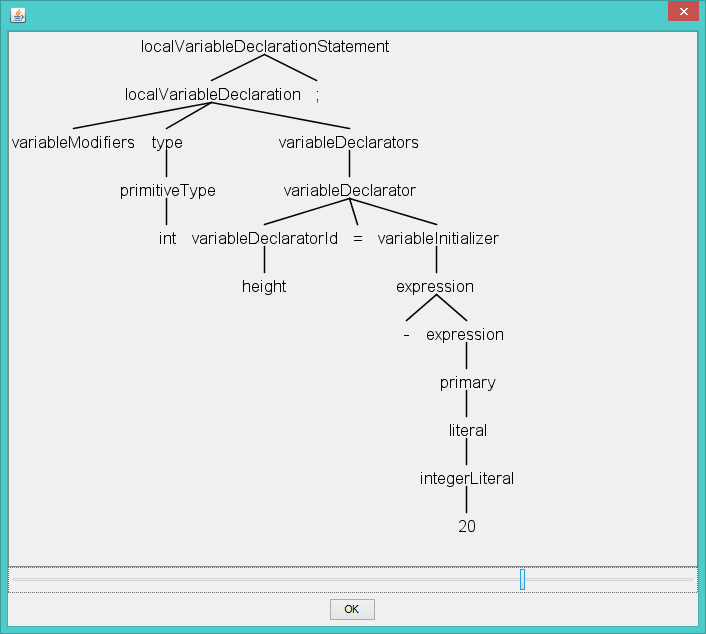 localVariableDeclarationStatement
localVariableDeclaration ;
variableModifiers type variableDeclarators
primitiveType variableDeclarator
int variableDeclaratorId = variableInitializer
height expression
- expression
primary
literal
integerLiteral
20
OK